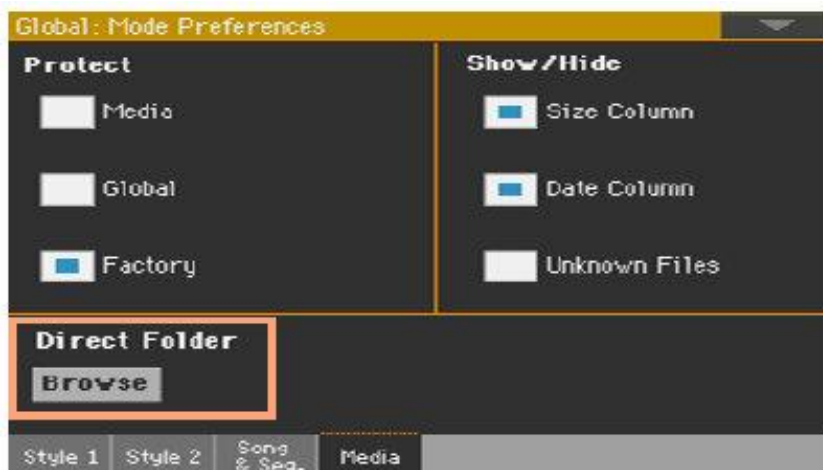 Global: Mode Preferences
Protect
Media
Global
Factory
Show/Hide
Size Column
Date Column
Unknown Files
Direct Folder
Browse
Style 1
Style 2
Song
& Seq.
Media